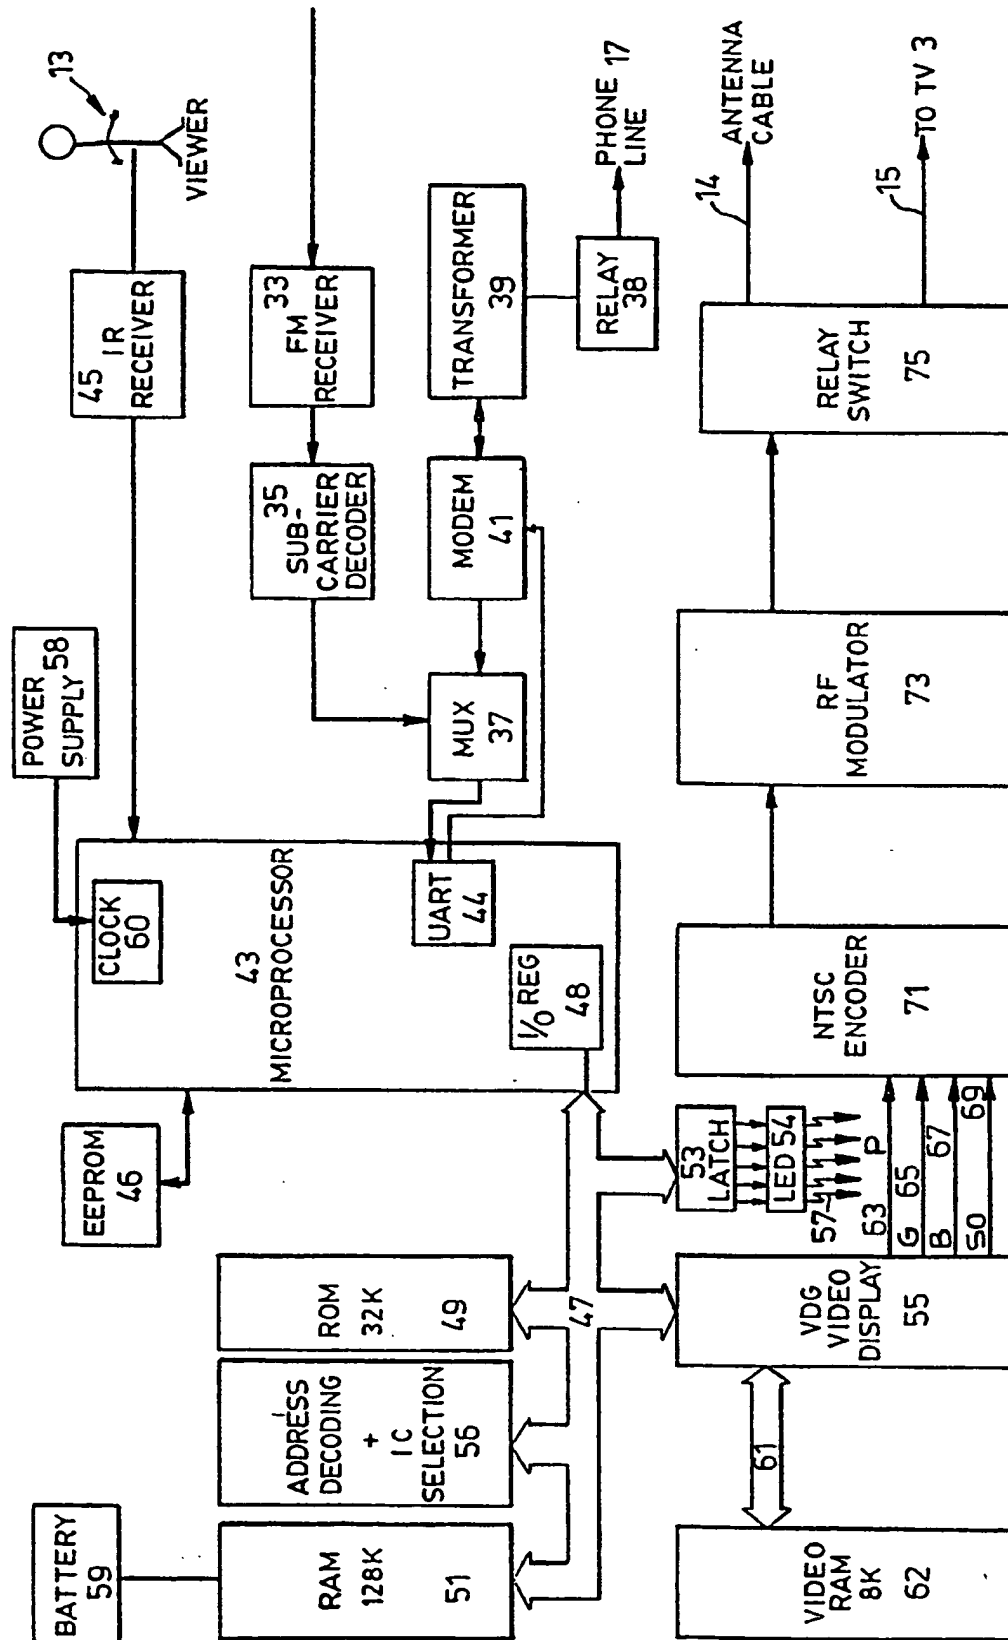 BATTERY
59
RAM
128K
51
ADDRESS
DECODING
+
IC
SELECTION
56
ROM
32K
49
47
EEPROM
46
POWER
SUPPLY 58
CLOCK
60
43
MICROPROCESSOR
UART
44
I/O REG
48
45 IR
RECEIVER
13
VIEWER
33
FM
RECEIVER
35
SUB-
CARRIER
DECODER
MUX
37
MODEM
41
TRANSFORMER
39
RELAY
38
PHONE 17
LINE
53
LATCH
LED 54
57
VIDEO
RAM
8K
62
61
VDG
VIDEO
DISPLAY
55
63 P
G 65
B 67
SO 69
NTSC
ENCODER
71
RF
MODULATOR
73
RELAY
SWITCH
75
14
ANTENNA
CABLE
15
TO TV 3